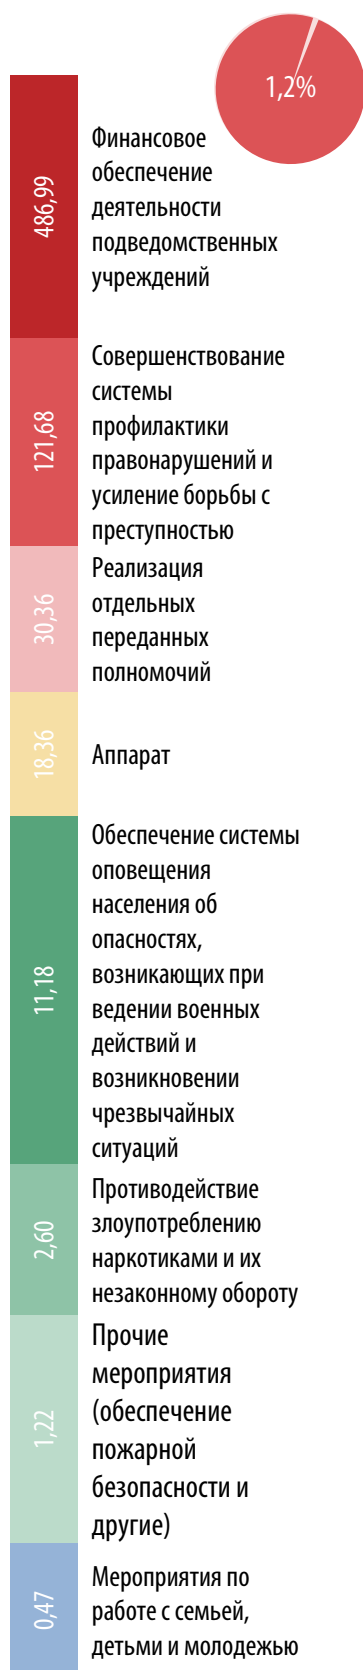 1,2%
486,99
Финансовое
обеспечение
деятельности
подведомственных
учреждений
121,68
Совершенствование
системы
профилактики
правонарушений и
усиление борьбы с
преступностью
30,36
Реализация
отдельных
переданных
полномочий
18,36
Аппарат
11,18
Обеспечение системы
оповещения
населения об
опасностях,
возникающих при
ведении военных
действий и
возникновении
чрезвычайных
ситуаций
2,60
Противодействие
злоупотреблению
наркотиками и их
незаконному обороту
1,22
Прочие
мероприятия
(обеспечение
пожарной
безопасности и
другие)
0,47
Мероприятия по
работе с семьей,
детьми и молодежью